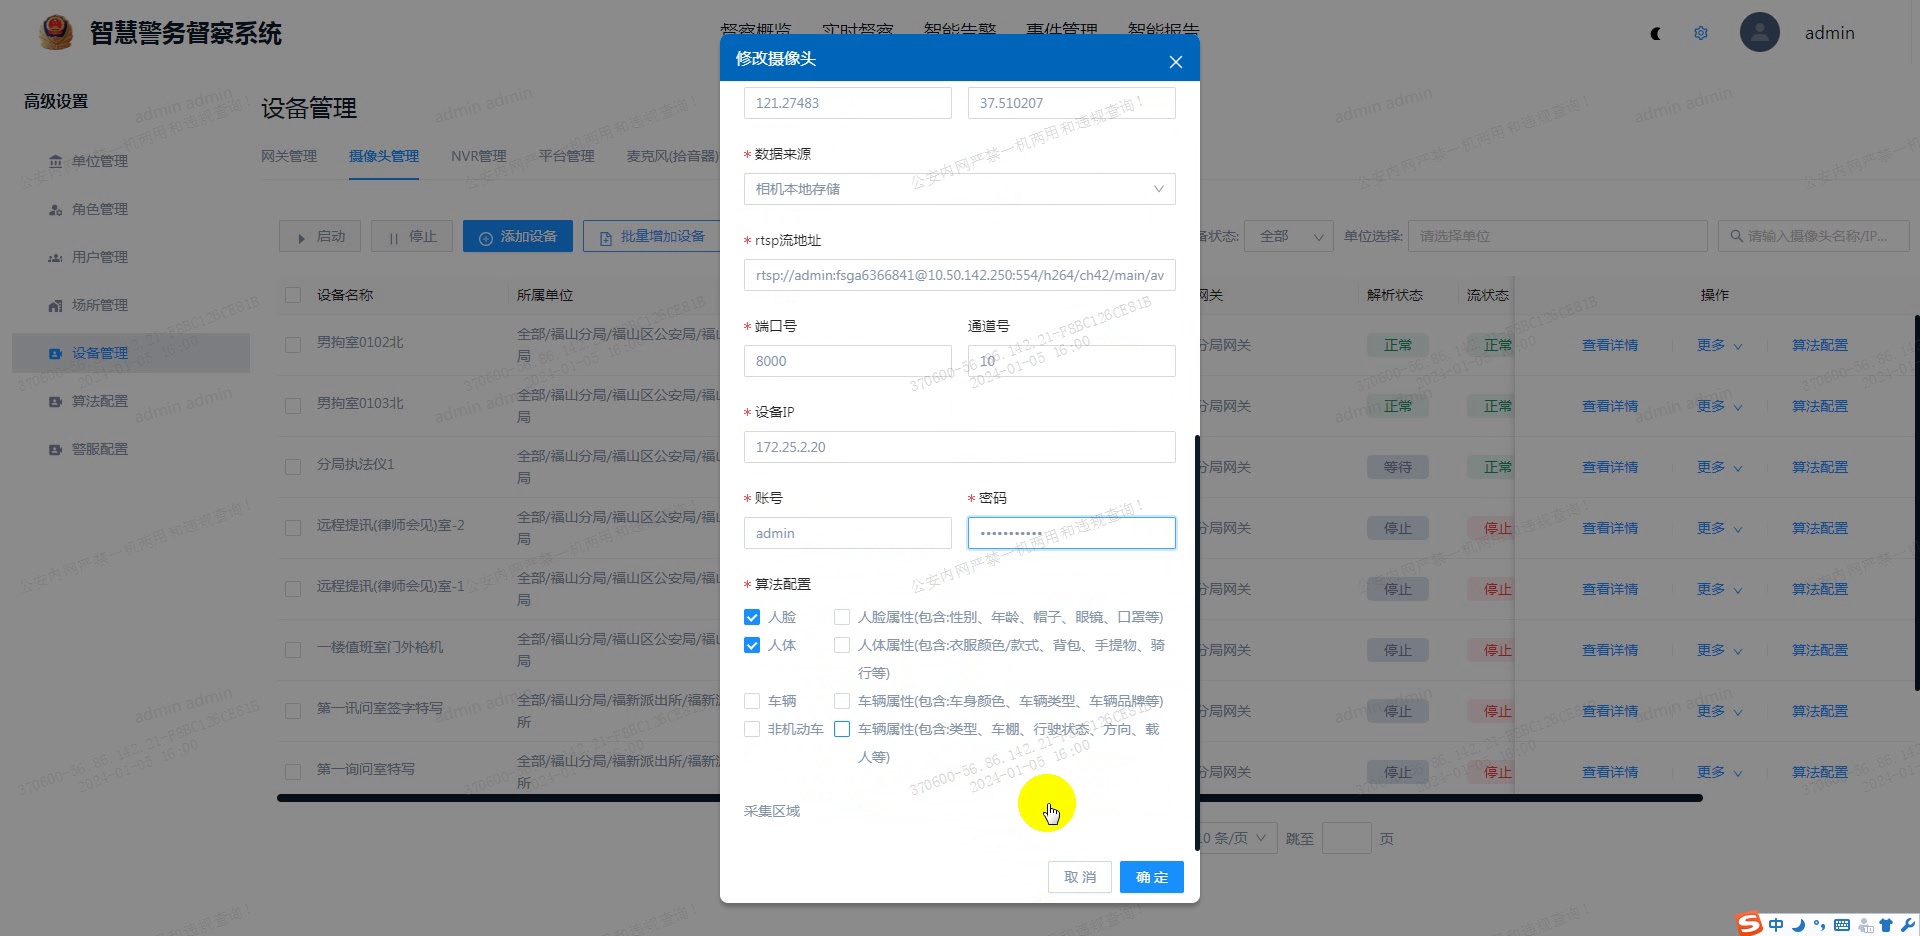 智慧警务督察系统
督察概览 实时督察 智能告警 事件管理 智能报告
admin
高级设置
单位管理
角色管理
用户管理
场所管理
设备管理
算法配置
警服配置
设备管理
网关管理 摄像头管理 NVR管理 平台管理 麦克风(拾音器)
启动 停止 添加设备 批量增加设备
备状态: 全部 单位选择: 请选择单位 请输入摄像头名称/IP...
设备名称 所属单位 网关 解析状态 流状态 操作
男拘室0102北 全部/福山分局/福山区公安局/福山
局
分局网关 正常 正常 查看详情 更多 算法配置
男拘室0103北 全部/福山分局/福山区公安局/福山
局
分局网关 正常 正常 查看详情 更多 算法配置
分局执法仪1 全部/福山分局/福山区公安局/福山
局
分局网关 等待 正常 查看详情 更多 算法配置
远程提讯(律师会见)室-2 全部/福山分局/福山区公安局/福山
局
分局网关 停止 停止 查看详情 更多 算法配置
远程提讯(律师会见)室-1 全部/福山分局/福山区公安局/福山
局
分局网关 停止 停止 查看详情 更多 算法配置
一楼值班室门外枪机 全部/福山分局/福山区公安局/福山
局
分局网关 停止 停止 查看详情 更多 算法配置
第一讯问室签字特写 全部/福山分局/福新派出所/福新派
所
分局网关 停止 停止 查看详情 更多 算法配置
第一询问室特写 全部/福山分局/福新派出所/福新派
所
分局网关 停止 停止 查看详情 更多 算法配置
10 条/页 跳至 页
修改摄像头
121.27483 37.510207
* 数据来源
相机本地存储
* rtsp流地址
rtsp://admin:fsga6366841@10.50.142.250:554/h264/ch42/main/av
* 端口号 通道号
8000 10
* 设备IP
172.25.2.20
* 账号 * 密码
admin •••••••••••
* 算法配置
人脸 人脸属性(包含:性别、年龄、帽子、眼镜、口罩等)
人体 人体属性(包含:衣服颜色/款式、背包、手提物、骑
行等)
车辆 车辆属性(包含:车身颜色、车辆类型、车辆品牌等)
非机动车 车辆属性(包含:类型、车棚、行驶状态、方向、载
人等)
采集区域
取 消 确 定
admin admin
公安内网严禁一机两用和违规查询！
370600-56.86.142.21-F8BC126CE81B
2024-01-05 16:00
中